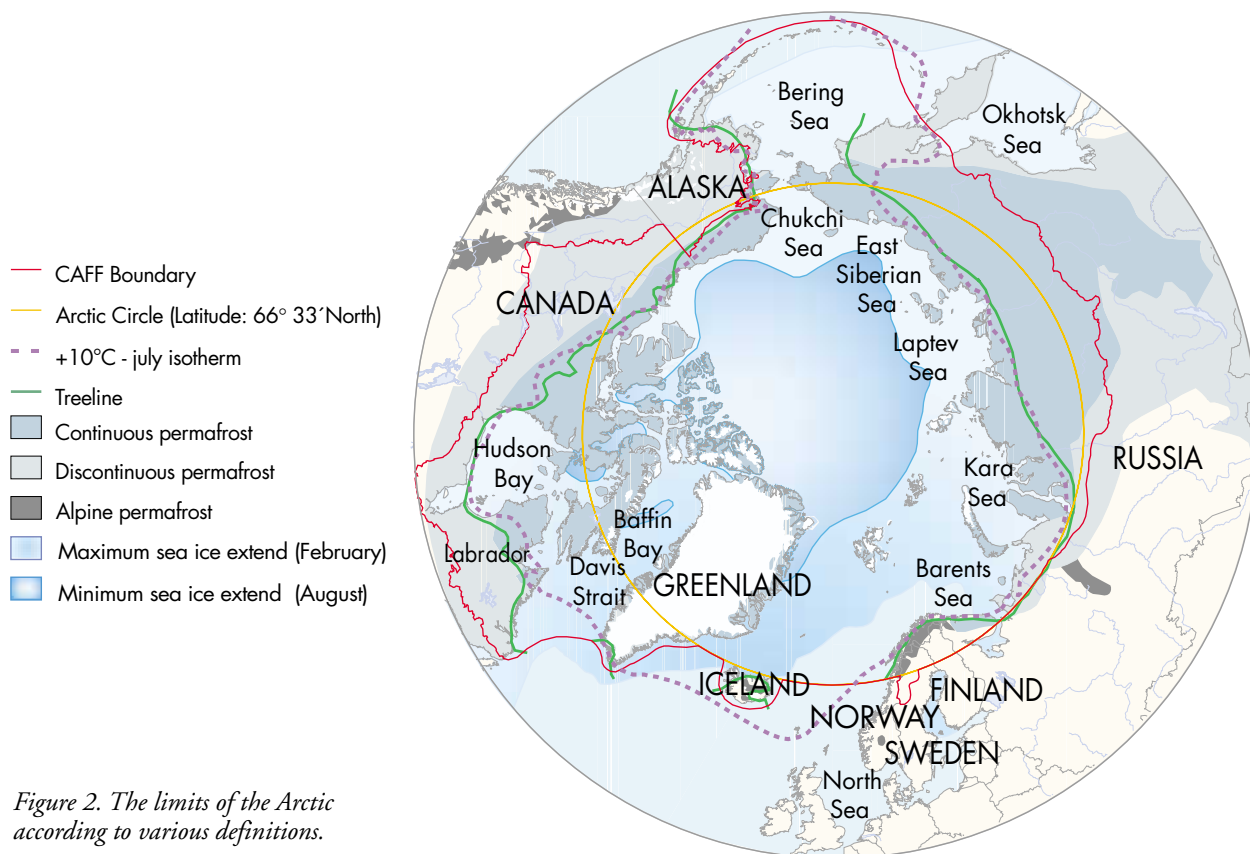 CAFF Boundary
Arctic Circle (Latitude: 66° 33´North)
+10°C - july isotherm
Treeline
Continuous permafrost
Discontinuous permafrost
Alpine permafrost
Maximum sea ice extend (February)
Minimum sea ice extend (August)
Bering
Sea
Okhotsk
Sea
ALASKA
Chukchi
Sea
East
Siberian
Sea
CANADA
Laptev
Sea
Hudson
Bay
Kara
Sea
RUSSIA
Baffin
Bay
Labrador
Davis
Strait
GREENLAND
Barents
Sea
ICELAND
FINLAND
NORWAY
SWEDEN
North
Sea
Figure 2. The limits of the Arctic
according to various definitions.